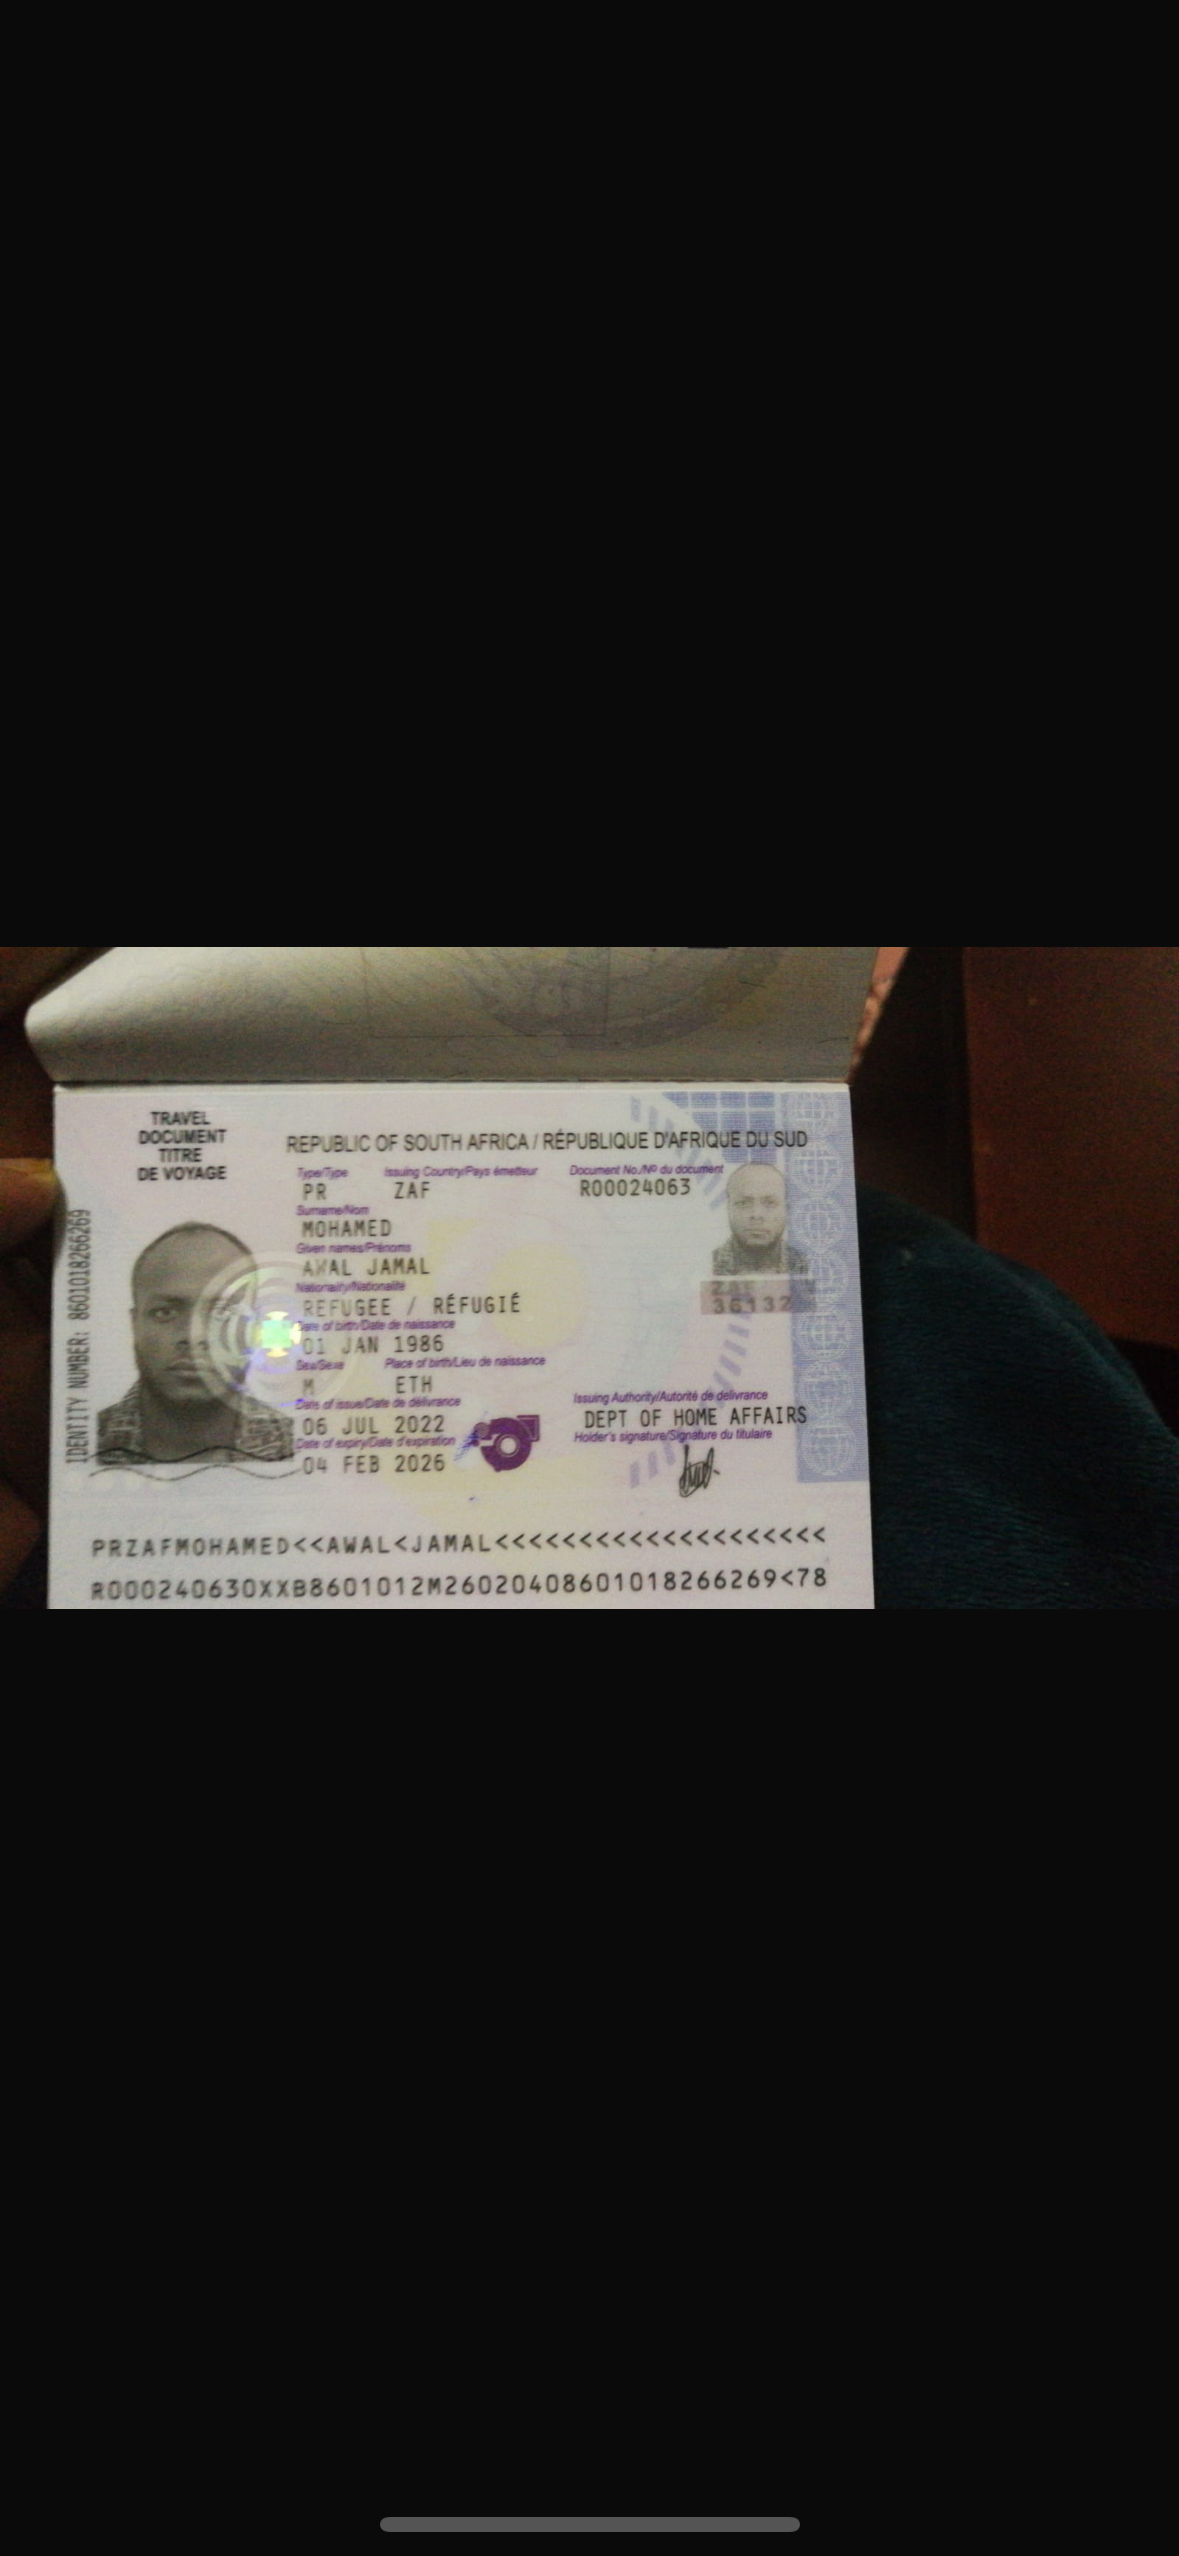 TRAVEL
DOCUMENT
TITRE
DE VOYAGE
REPUBLIC OF SOUTH AFRICA / RÉPUBLIQUE D'AFRIQUE DU SUD
Type/Type Issuing Country/Pays émetteur Document No./Nº du document
PR ZAF R00024063
Surname/Nom
MOHAMED
Given names/Prénoms
AWAL JAMAL
Nationality/Nationalité
REFUGEE / RÉFUGIÉ
Date of birth/Date de naissance
01 JAN 1986
Sex/Sexe Place of birth/Lieu de naissance
M ETH
Date of issue/Date de délivrance
06 JUL 2022
Date of expiry/Date d'expiration
04 FEB 2026
Issuing Authority/Autorité de délivrance
DEPT OF HOME AFFAIRS
Holder's signature/Signature du titulaire
IDENTITY NUMBER: 8601018266269
36132
PRZAFMOHAMED<<AWAL<JAMAL<<<<<<<<<<<<<<<<<<<<
R000240630XXB8601012M26020408601018266269<78